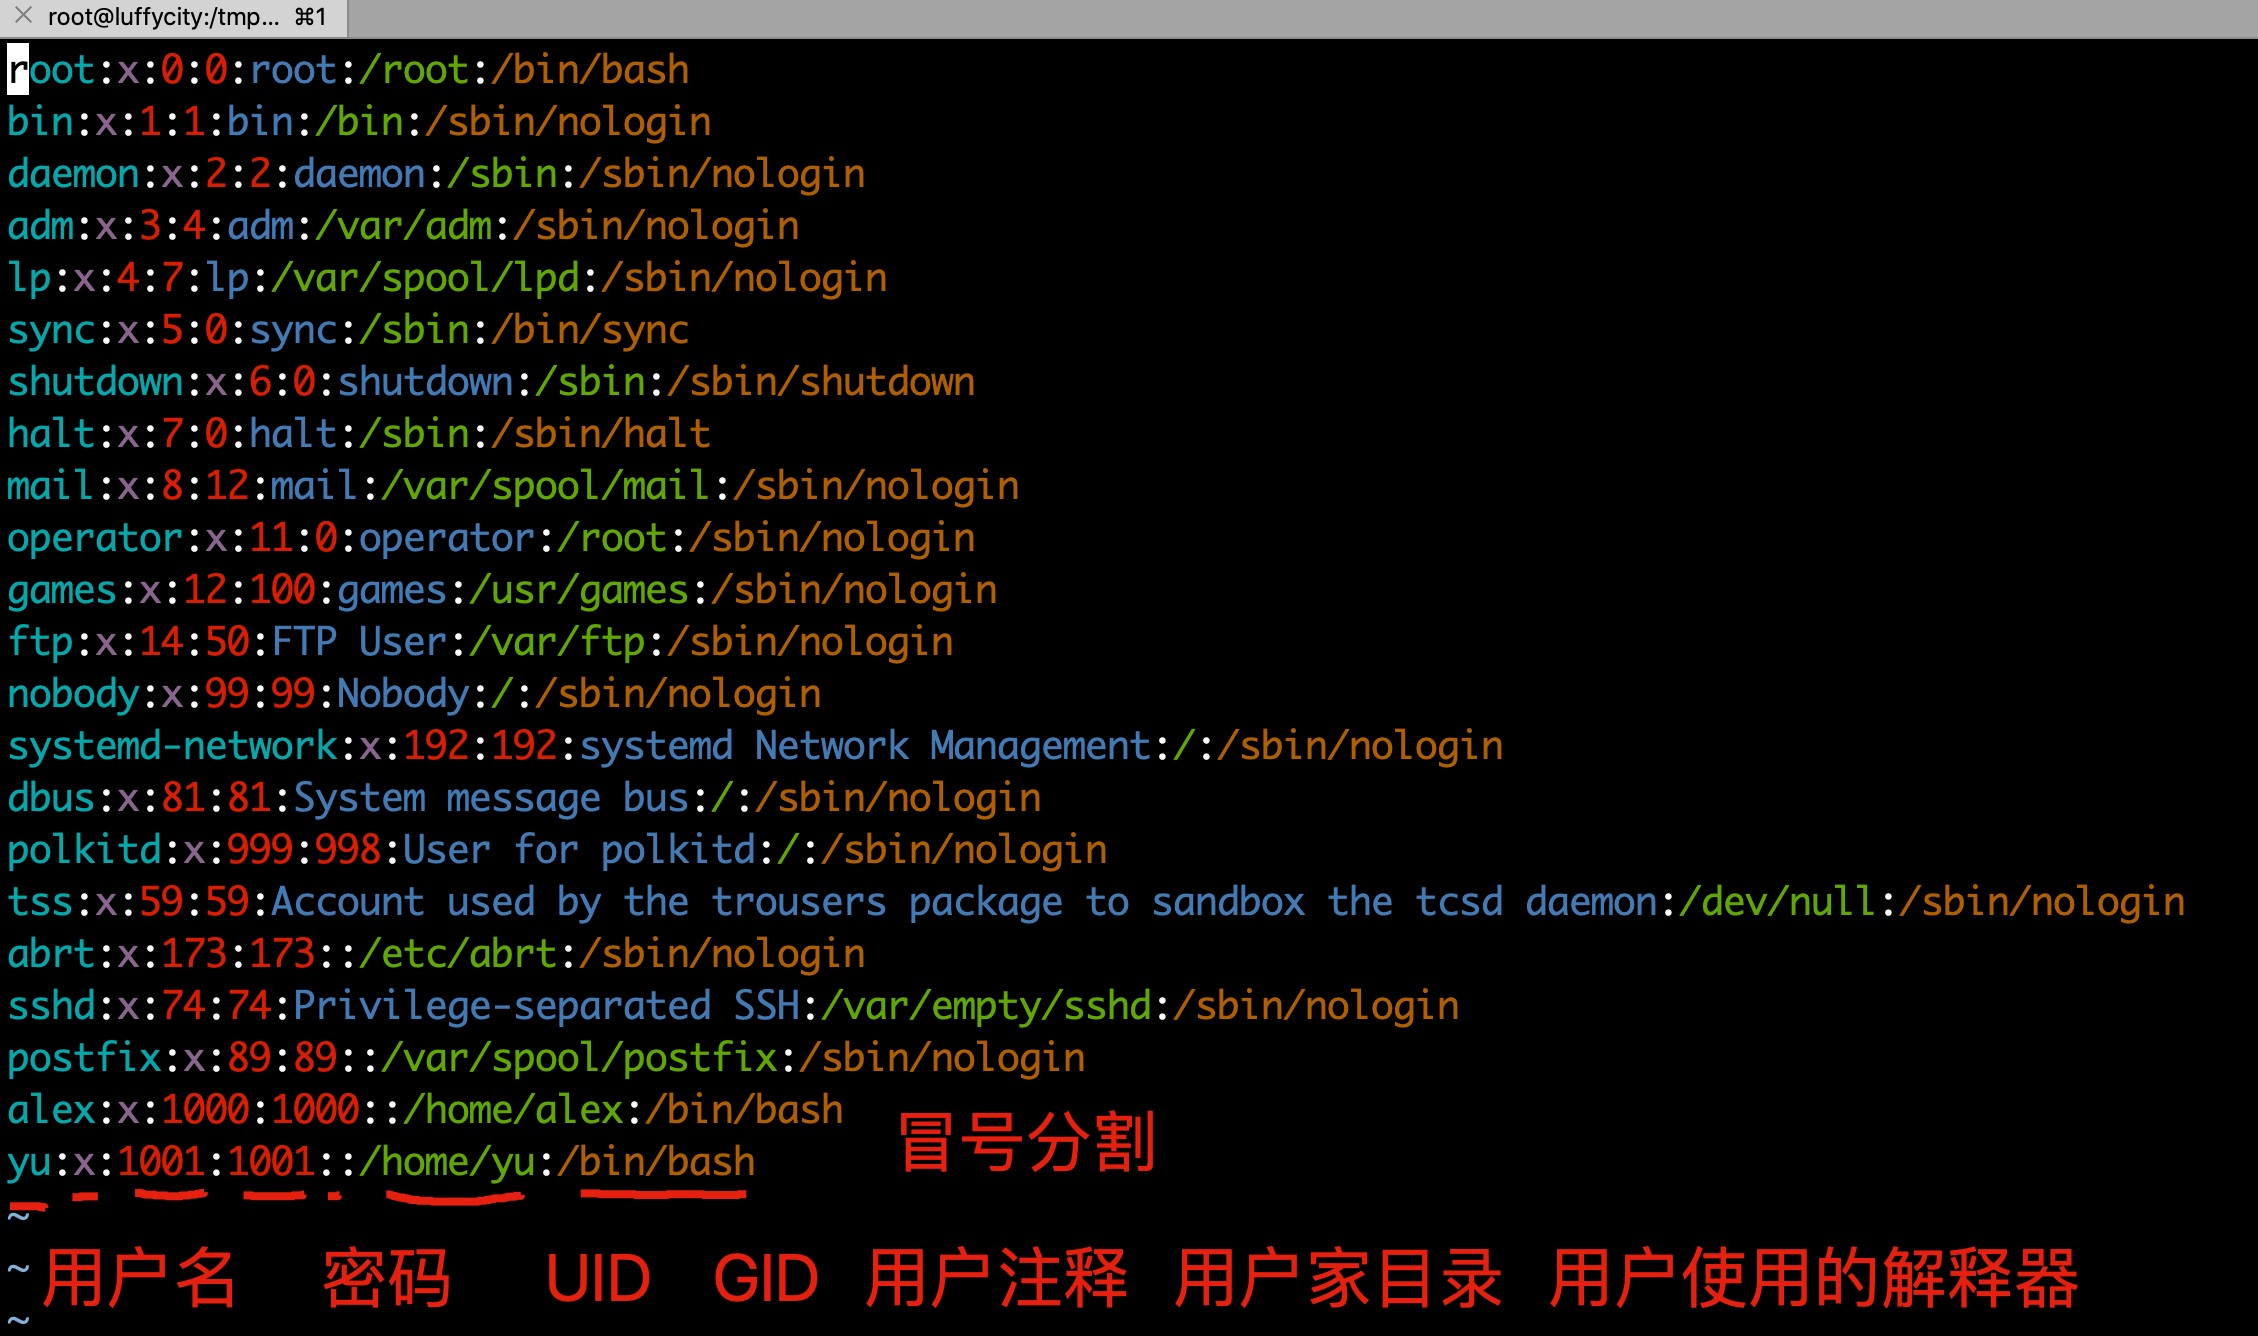 root@luffycity:/tmp... ⌘1
root:x:0:0:root:/root:/bin/bash
bin:x:1:1:bin:/bin:/sbin/nologin
daemon:x:2:2:daemon:/sbin:/sbin/nologin
adm:x:3:4:adm:/var/adm:/sbin/nologin
lp:x:4:7:lp:/var/spool/lpd:/sbin/nologin
sync:x:5:0:sync:/sbin:/bin/sync
shutdown:x:6:0:shutdown:/sbin:/sbin/shutdown
halt:x:7:0:halt:/sbin:/sbin/halt
mail:x:8:12:mail:/var/spool/mail:/sbin/nologin
operator:x:11:0:operator:/root:/sbin/nologin
games:x:12:100:games:/usr/games:/sbin/nologin
ftp:x:14:50:FTP User:/var/ftp:/sbin/nologin
nobody:x:99:99:Nobody:/:/sbin/nologin
systemd-network:x:192:192:systemd Network Management:/:/sbin/nologin
dbus:x:81:81:System message bus:/:/sbin/nologin
polkitd:x:999:998:User for polkitd:/:/sbin/nologin
tss:x:59:59:Account used by the trousers package to sandbox the tcsd daemon:/dev/null:/sbin/nologin
abrt:x:173:173::/etc/abrt:/sbin/nologin
sshd:x:74:74:Privilege-separated SSH:/var/empty/sshd:/sbin/nologin
postfix:x:89:89::/var/spool/postfix:/sbin/nologin
alex:x:1000:1000::/home/alex:/bin/bash
冒号分割
yu:x:1001:1001::/home/yu:/bin/bash
~
~ 用户名 密码 UID GID 用户注释 用户家目录 用户使用的解释器
~